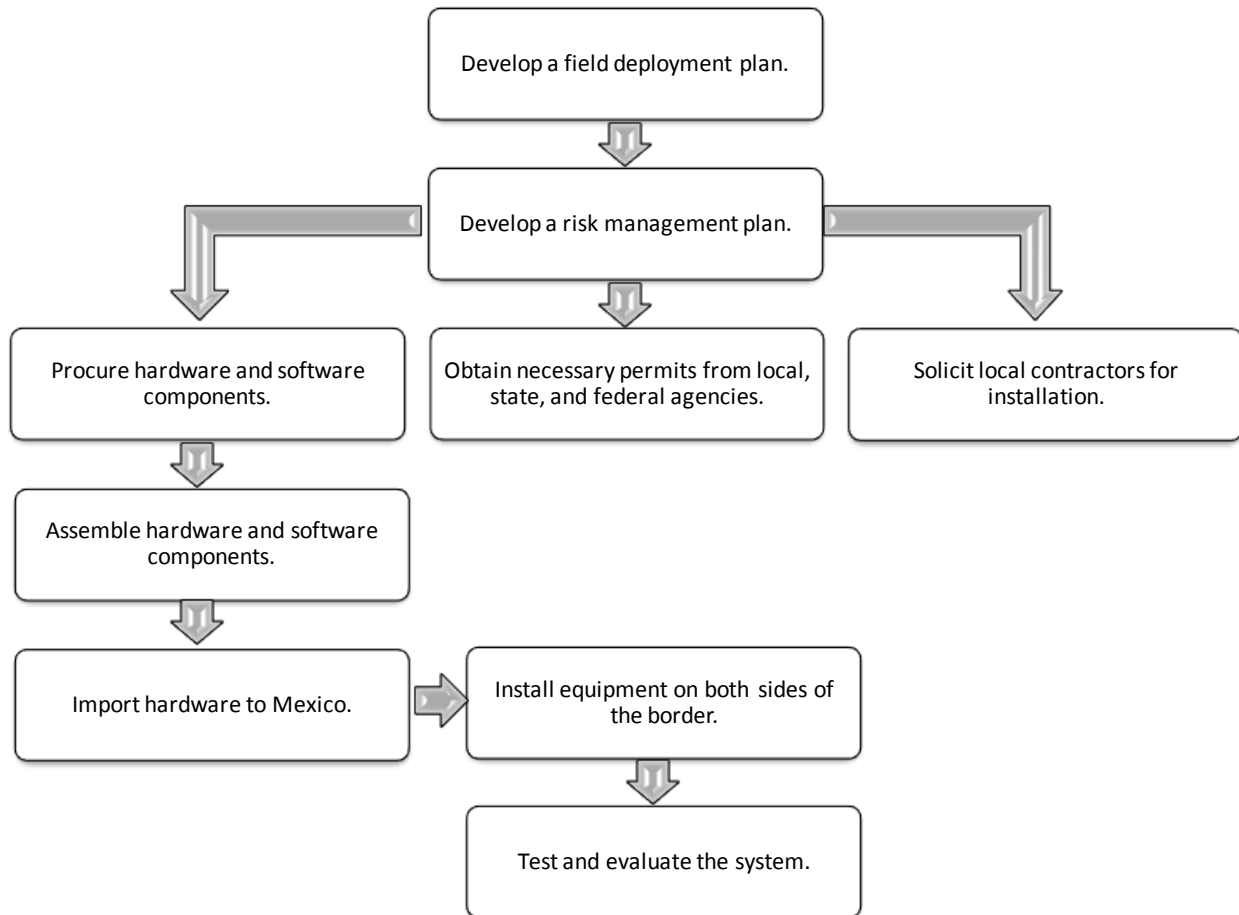 Develop a field deployment plan.
Develop a risk management plan.
Procure hardware and software
components.
Obtain necessary permits from local,
state, and federal agencies.
Solicit local contractors for
installation.
Assemble hardware and software
components.
Import hardware to Mexico.
Install equipment on both sides of
the border.
Test and evaluate the system.